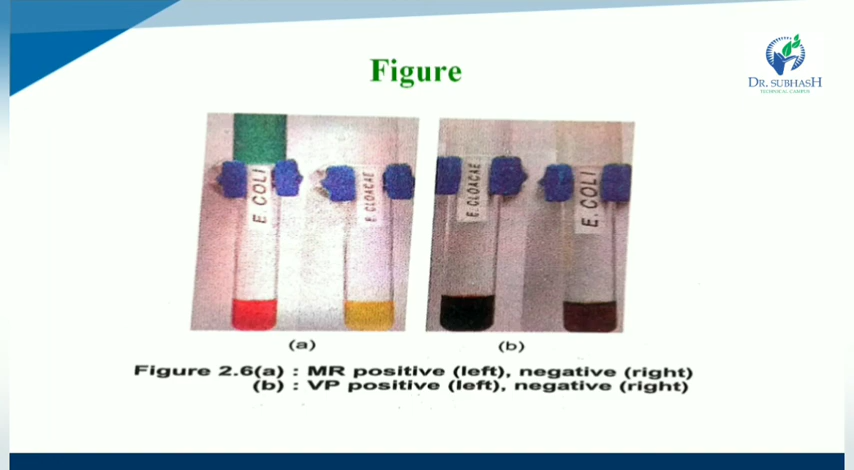 Figure
DR. SUBHASH
TECHNICAL CAMPUS
E. COLI
E. CLOACAE
E. CLOACAE
E. COLI
(a)
(b)
Figure 2.6(a) : MR positive (left), negative (right)
(b) : VP positive (left), negative (right)